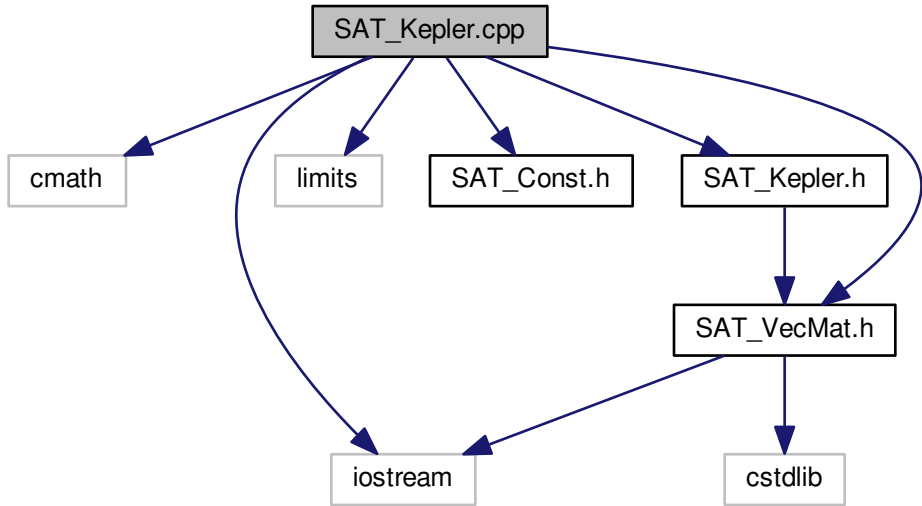 SAT_Kepler.cpp
cmath
limits
SAT_Const.h
SAT_Kepler.h
SAT_VecMat.h
iostream
cstdlib